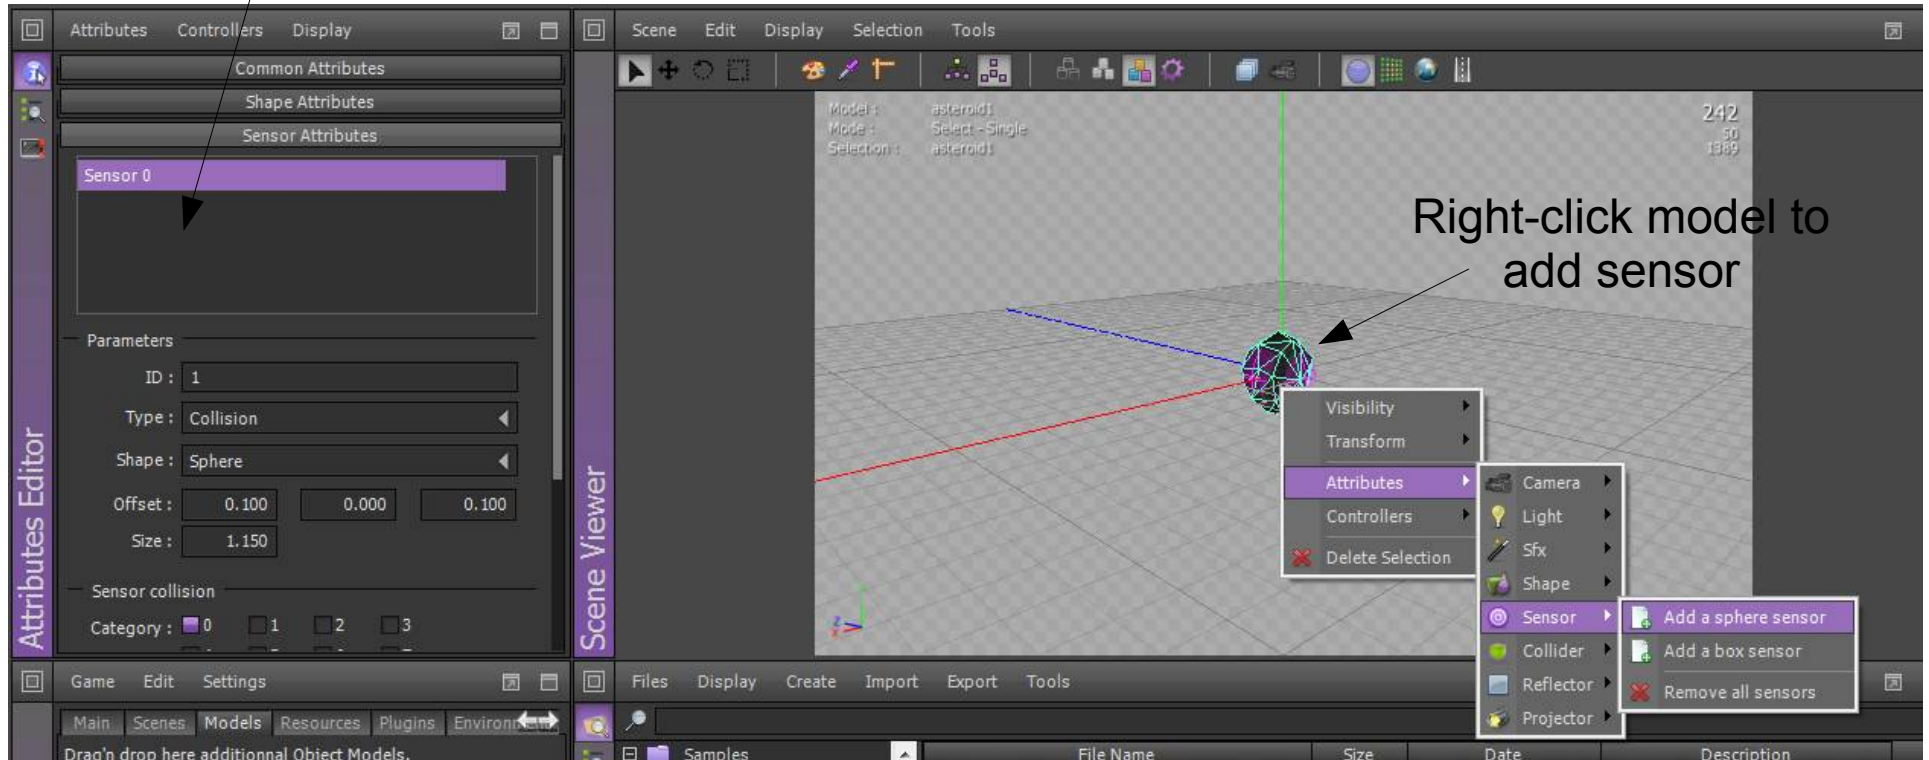 Attributes Controllers Display
Common Attributes
Shape Attributes
Sensor Attributes
Sensor 0
Parameters
ID : 1
Type : Collision
Shape : Sphere
Offset : 0.100 0.000 0.100
Size : 1.150
Sensor collision
Category : 0 1 2 3
Attributes Editor
Game Edit Settings
Main Scenes Models Resources Plugins
Drag'n drop here additionnal Object Models.
Scene Edit Display Selection Tools
Model : asteroid1
Mode : Select - Single
Selection : asteroid1
242
50
1389
Right-click model to
add sensor
Visibility
Transform
Attributes
Controllers
Delete Selection
Camera
Light
Sfx
Shape
Sensor
Collider
Reflector
Projector
Add a sphere sensor
Add a box sensor
Remove all sensors
z
x
Scene Viewer
Files Display Create Import Export Tools
Samples
File Name Size Date Description